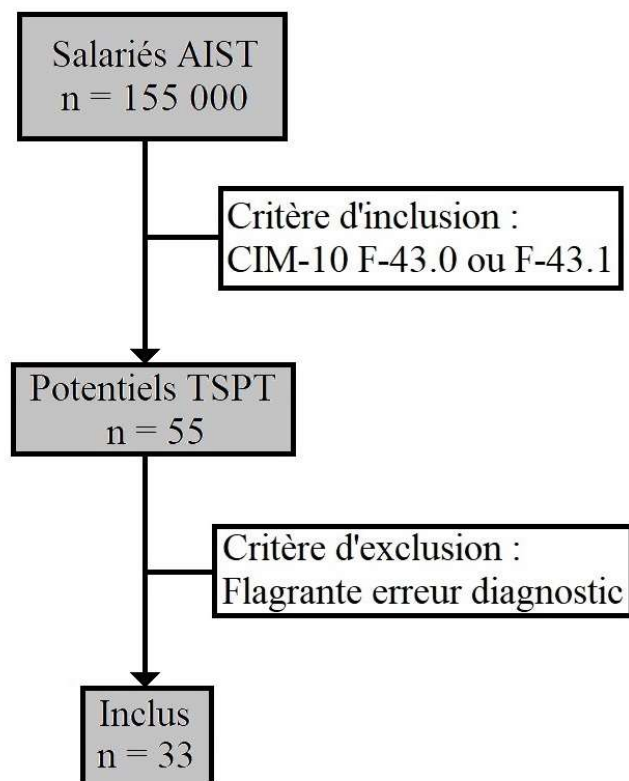 Salariés AIST
n = 155 000
Critère d'inclusion :
CIM-10 F-43.0 ou F-43.1
Potentiels TSPT
n = 55
Critère d'exclusion :
Flagrante erreur diagnostic
Inclus
n = 33